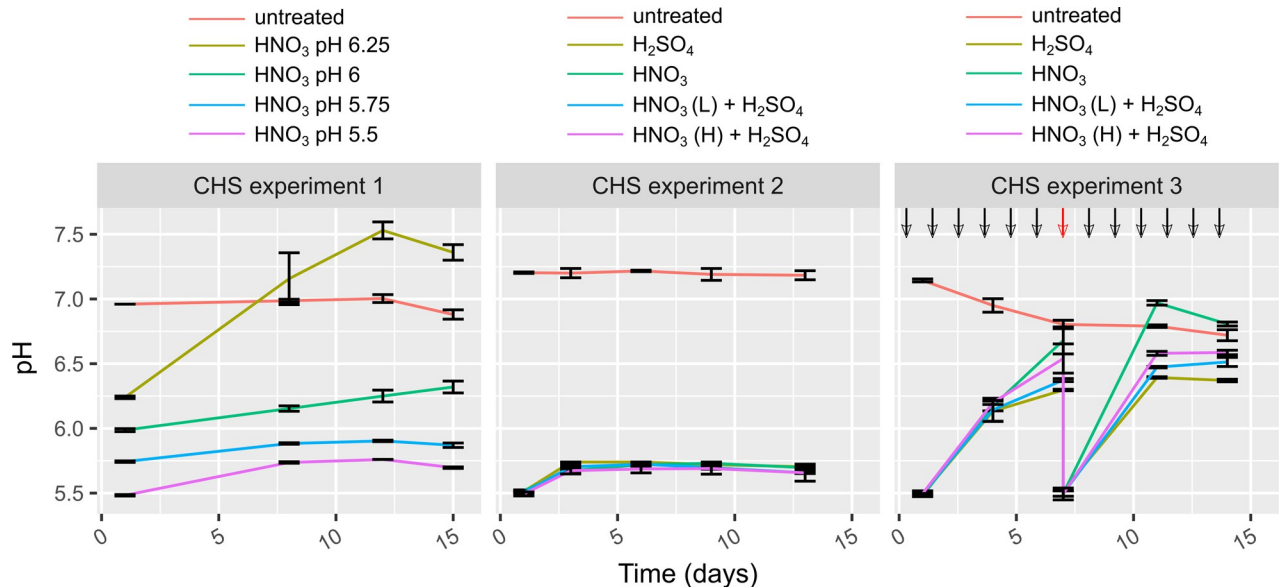 untreated
HNO₃ pH 6.25
HNO₃ pH 6
HNO₃ pH 5.75
HNO₃ pH 5.5
untreated
H₂SO₄
HNO₃
HNO₃ (L) + H₂SO₄
HNO₃ (H) + H₂SO₄
untreated
H₂SO₄
HNO₃
HNO₃ (L) + H₂SO₄
HNO₃ (H) + H₂SO₄
CHS experiment 1
CHS experiment 2
CHS experiment 3
pH
7.5
7.0
6.5
6.0
5.5
0 5 10 15
0 5 10 15
0 5 10 15
Time (days)